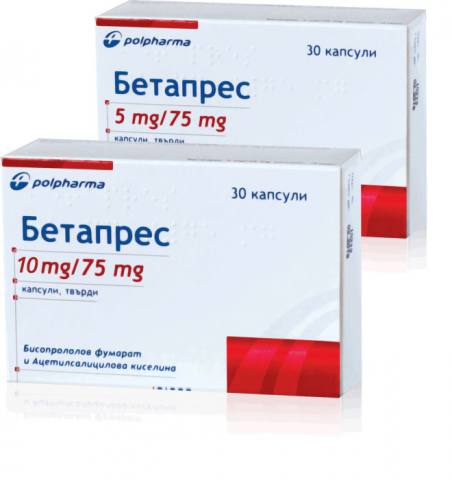 polpharma
30 капсули
Бетапрес
5 mg/75 mg
капсули, твърди
polpharma
30 капсули
Бетапрес
10 mg/75 mg
капсули, твърди
Бисопрололов фумарат
и Ацетилсалицилова киселина